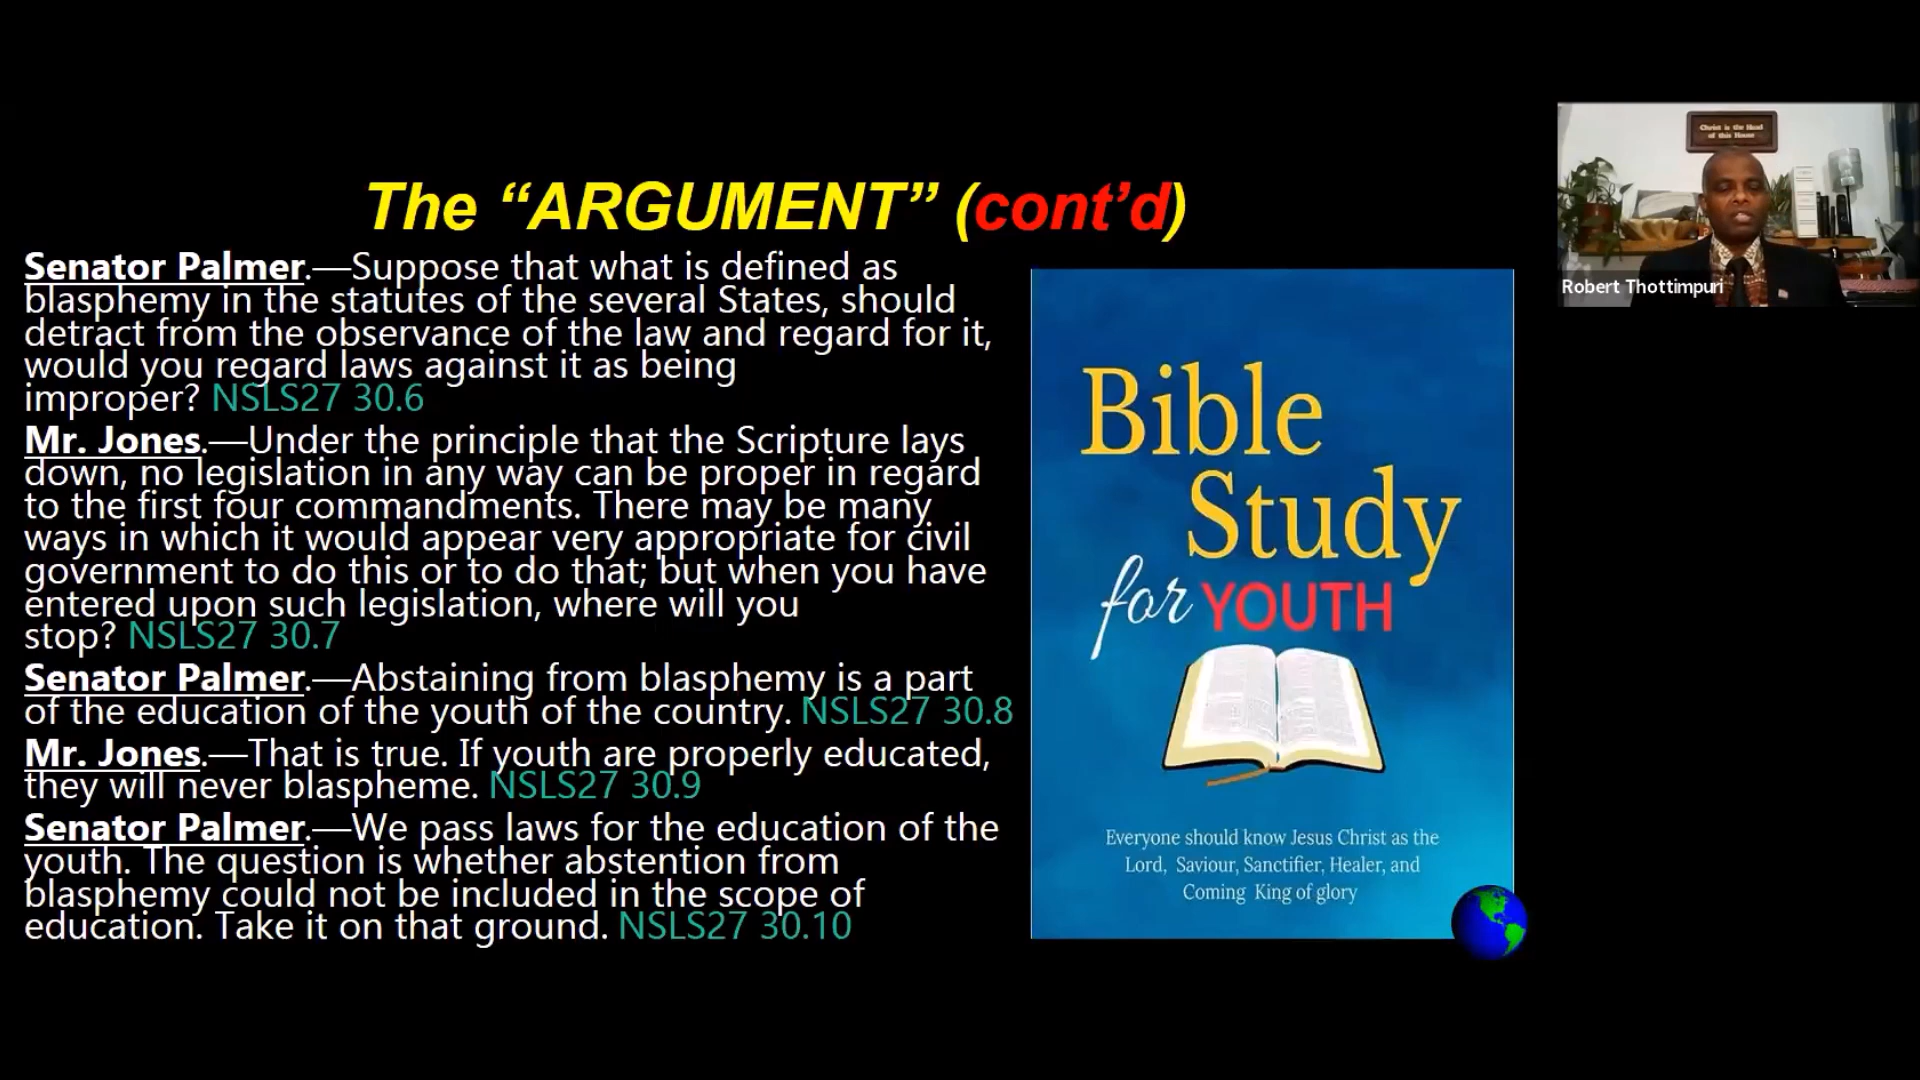 Christ is the Head
of this House
The “ARGUMENT” (cont’d)
Robert Thottimpuri
Senator Palmer.—Suppose that what is defined as
blasphemy in the statutes of the several States, should
detract from the observance of the law and regard for it,
would you regard laws against it as being
improper? NSLS27 30.6
Mr. Jones.—Under the principle that the Scripture lays
down, no legislation in any way can be proper in regard
to the first four commandments. There may be many
ways in which it would appear very appropriate for civil
government to do this or to do that; but when you have
entered upon such legislation, where will you
stop? NSLS27 30.7
Senator Palmer.—Abstaining from blasphemy is a part
of the education of the youth of the country. NSLS27 30.8
Mr. Jones.—That is true. If youth are properly educated,
they will never blaspheme. NSLS27 30.9
Senator Palmer.—We pass laws for the education of the
youth. The question is whether abstention from
blasphemy could not be included in the scope of
education. Take it on that ground. NSLS27 30.10
Bible
Study
for YOUTH
Everyone should know Jesus Christ as the
Lord, Saviour, Sanctifier, Healer, and
Coming King of glory